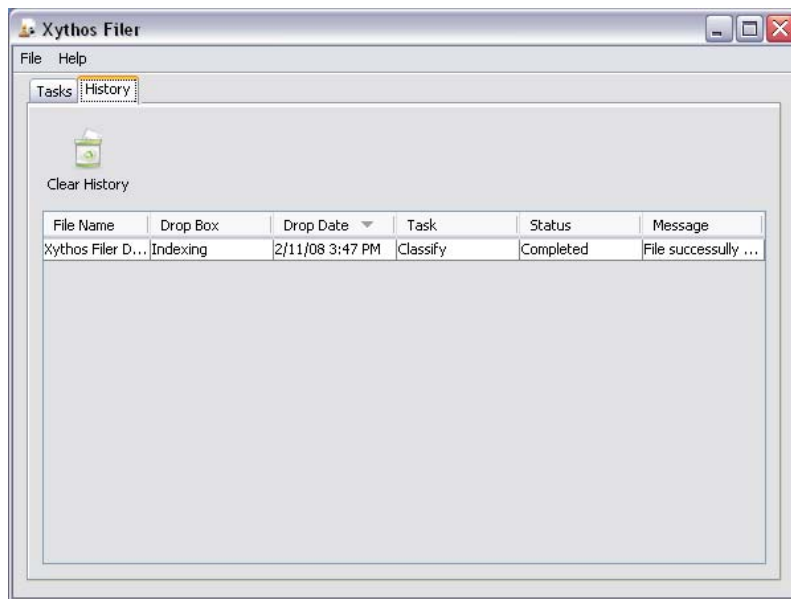 Xythos Filer
File Help
Tasks History
Clear History
File Name Drop Box Drop Date Task Status Message
Xythos Filer D... Indexing 2/11/08 3:47 PM Classify Completed File successully ...